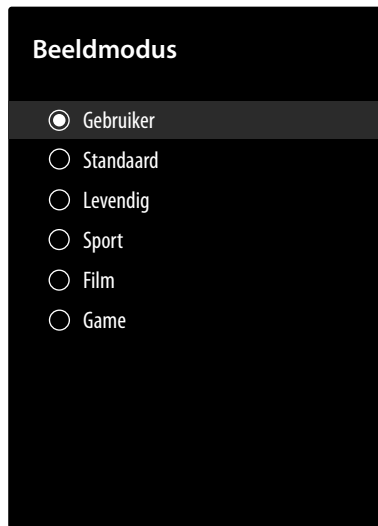 Beeldmodus
Gebruiker
Standaard
Levendig
Sport
Film
Game